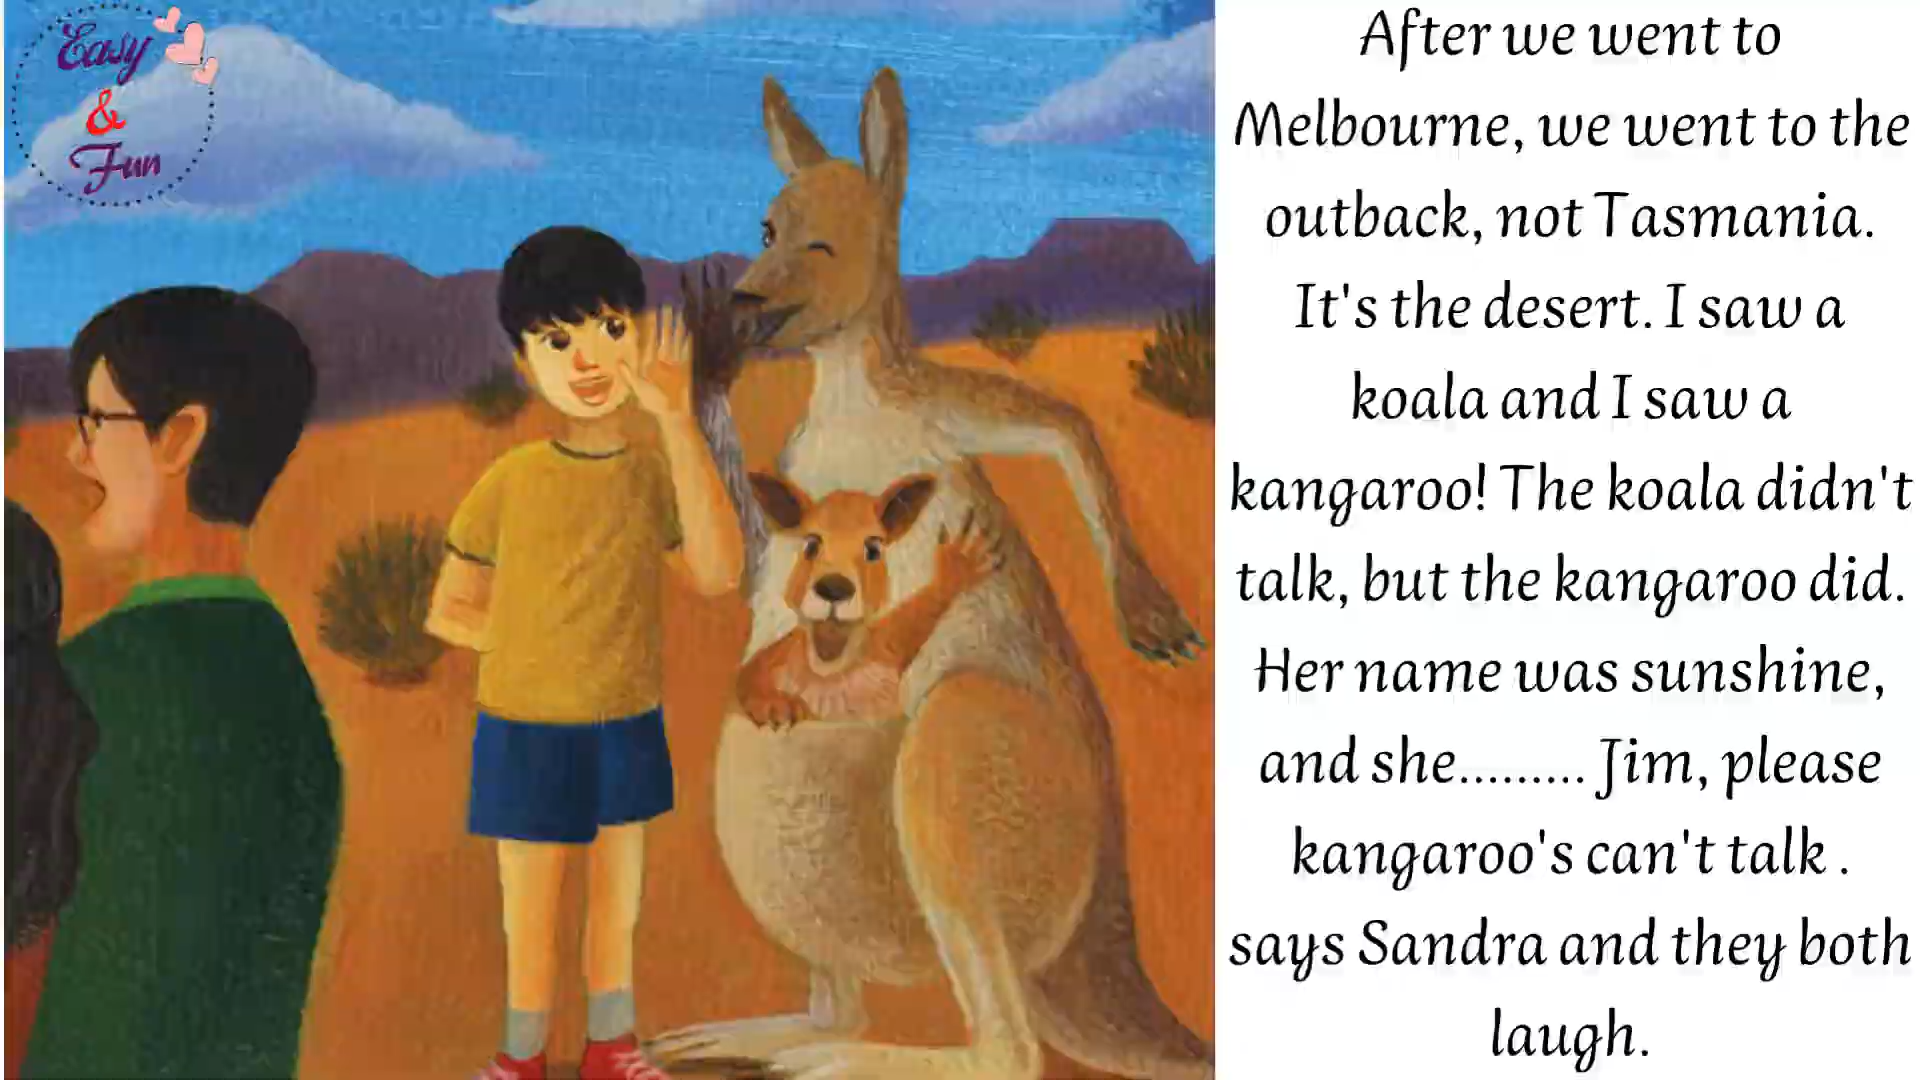 Easy
&
Fun
After we went to
Melbourne, we went to the
outback, not Tasmania.
It's the desert. I saw a
koala and I saw a
kangaroo! The koala didn't
talk, but the kangaroo did.
Her name was sunshine,
and she......... Jim, please
kangaroo's can't talk .
says Sandra and they both
laugh.